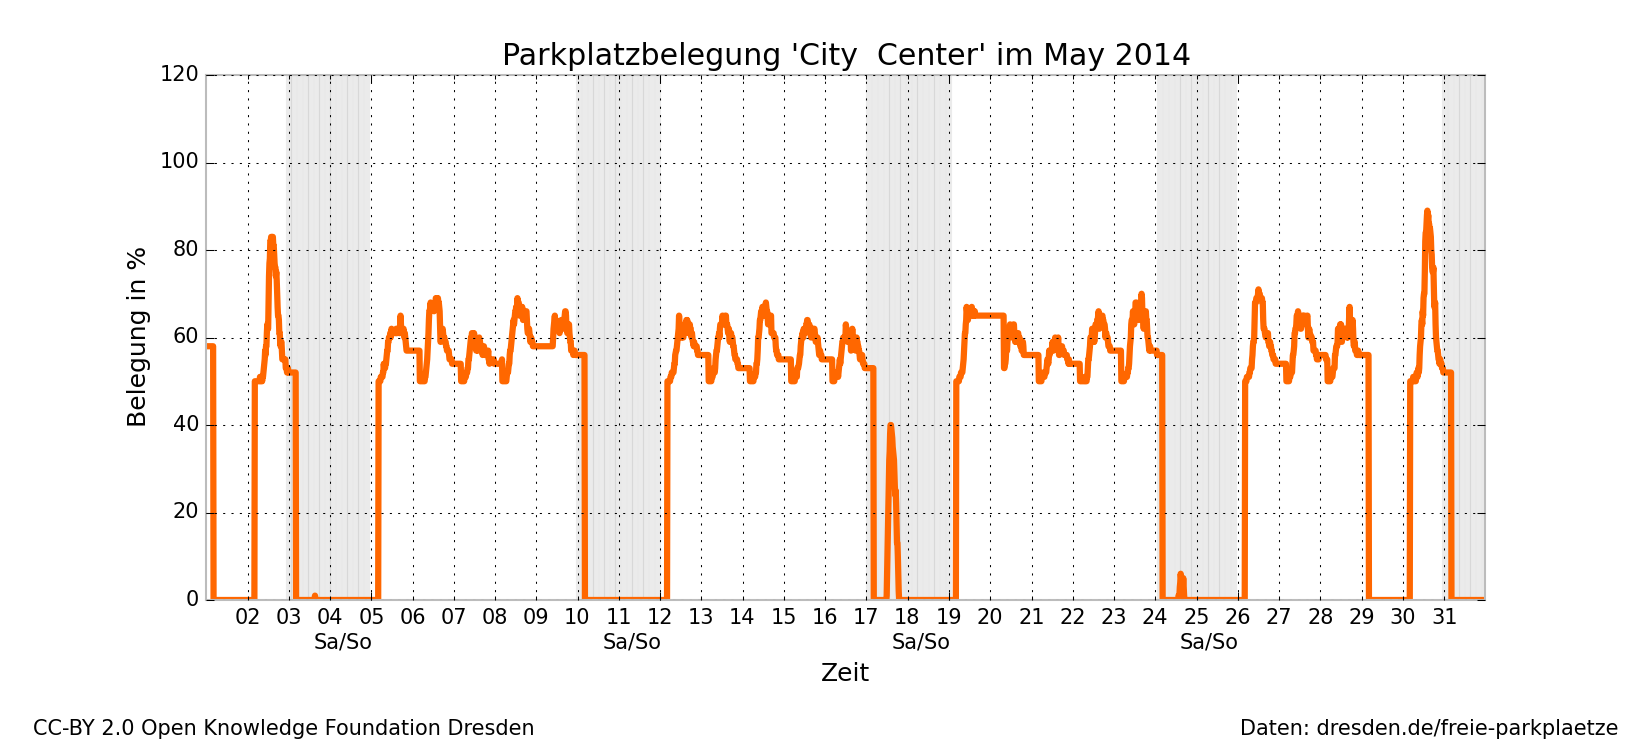 Parkplatzbelegung 'City  Center' im May 2014
120
100
80
60
40
20
0
Belegung in %
02 03 04 05 06 07 08 09 10 11 12 13 14 15 16 17 18 19 20 21 22 23 24 25 26 27 28 29 30 31
Sa/So Sa/So Sa/So Sa/So
Zeit
CC-BY 2.0 Open Knowledge Foundation Dresden
Daten: dresden.de/freie-parkplaetze